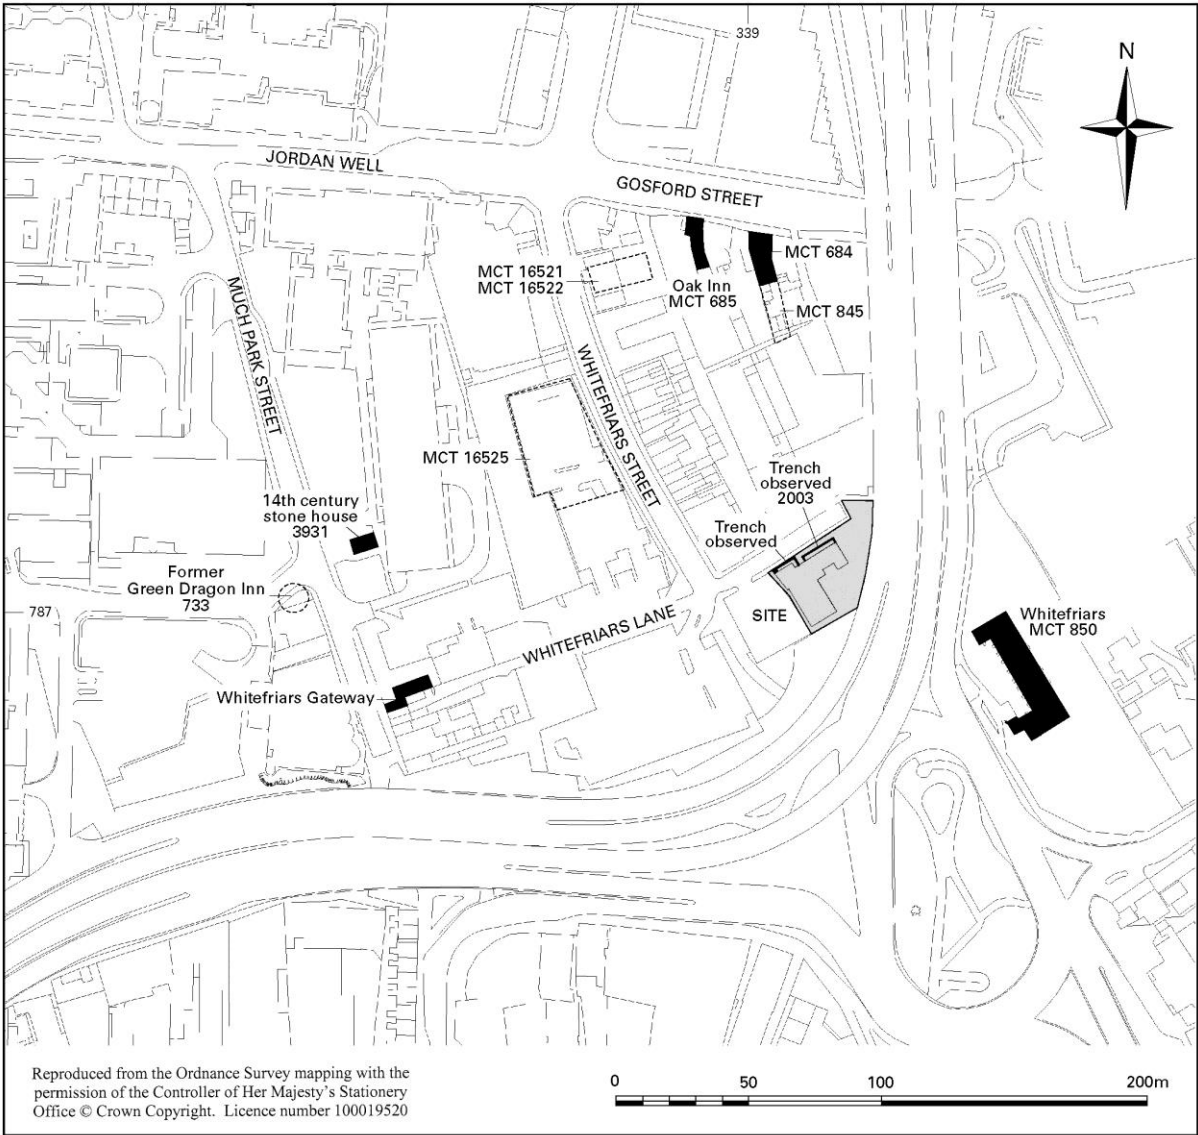 339
N
JORDAN WELL
GOSFORD STREET
MCT 684
MCT 16521
MCT 16522
Oak Inn
MCT 685
MCT 845
MUCH PARK STREET
WHITEFRIARS STREET
MCT 16525
Trench
observed
2003
14th century
stone house
3931
Trench
observed
Former
Green Dragon Inn
733
787
SITE
Whitefriars
MCT 850
WHITEFRIARS LANE
Whitefriars Gateway
Reproduced from the Ordnance Survey mapping with the
permission of the Controller of Her Majesty's Stationery
Office © Crown Copyright. Licence number 100019520
0 50 100 200m